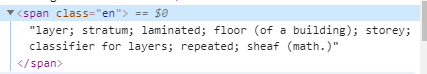 ▼<span class="en"> == $0
"layer; stratum; laminated; floor (of a building); storey;
classifier for layers; repeated; sheaf (math.)"
</span>